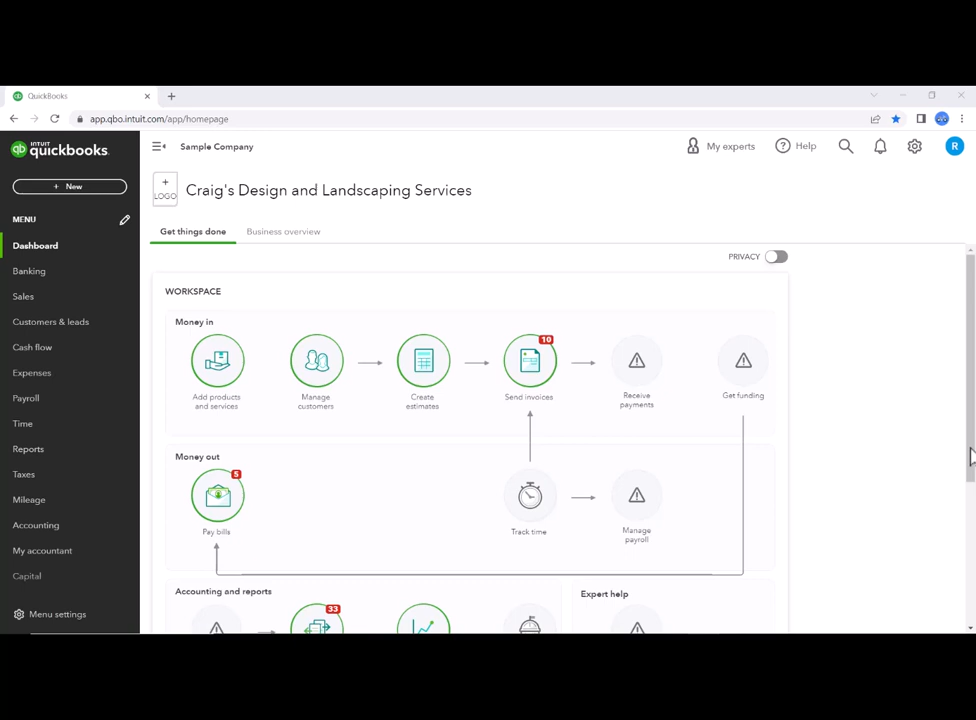 QuickBooks
app.qbo.intuit.com/app/homepage
INTUIT
quickbooks.
Sample Company
My experts
Help
R
+ New
+
LOGO
Craig's Design and Landscaping Services
MENU
Get things done
Business overview
Dashboard
PRIVACY
Banking
WORKSPACE
Sales
Customers & leads
Money in
Cash flow
10
Expenses
Add products
and services
Manage
customers
Create
estimates
Send invoices
Receive
payments
Get funding
Payroll
Time
Reports
Money out
Taxes
5
Mileage
Accounting
Pay bills
Track time
Manage
payroll
My accountant
Capital
Accounting and reports
Expert help
33
Menu settings